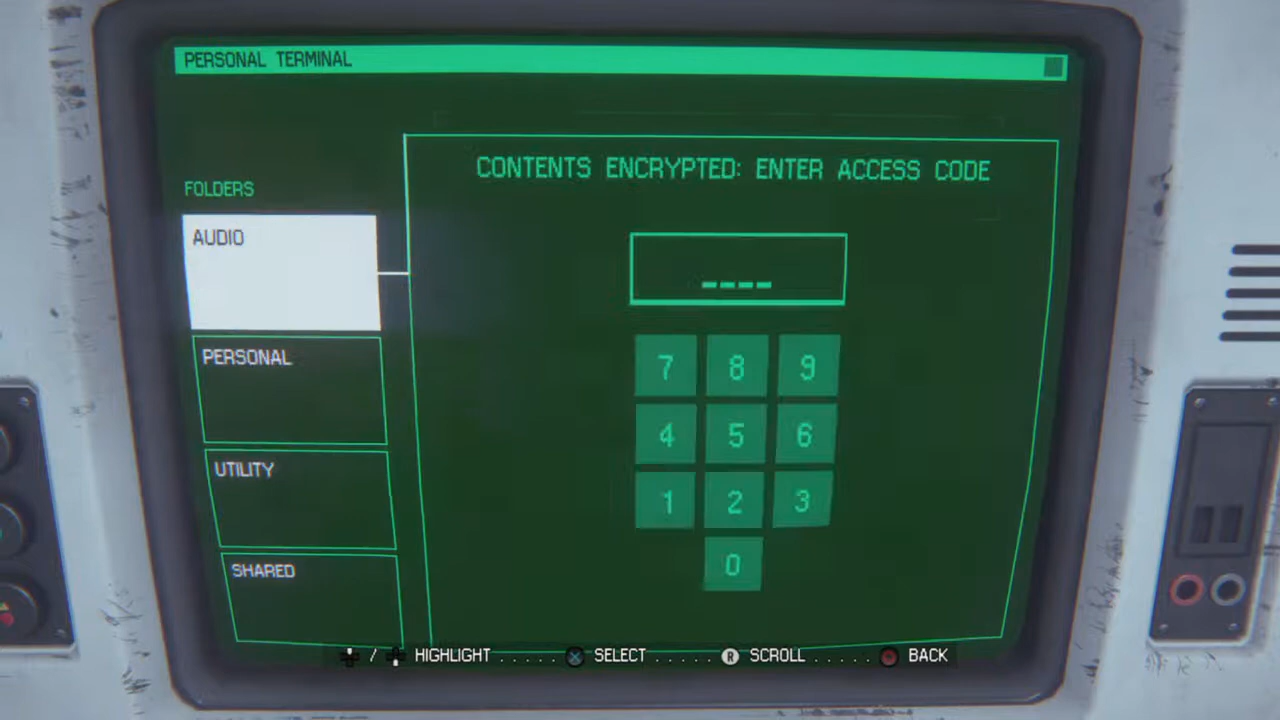 PERSONAL TERMINAL
FOLDERS
AUDIO
PERSONAL
UTILITY
SHARED
CONTENTS ENCRYPTED: ENTER ACCESS CODE
_ _ _ _
7 8 9
4 5 6
1 2 3
0
/ HIGHLIGHT ..... X SELECT ..... R SCROLL ...... BACK